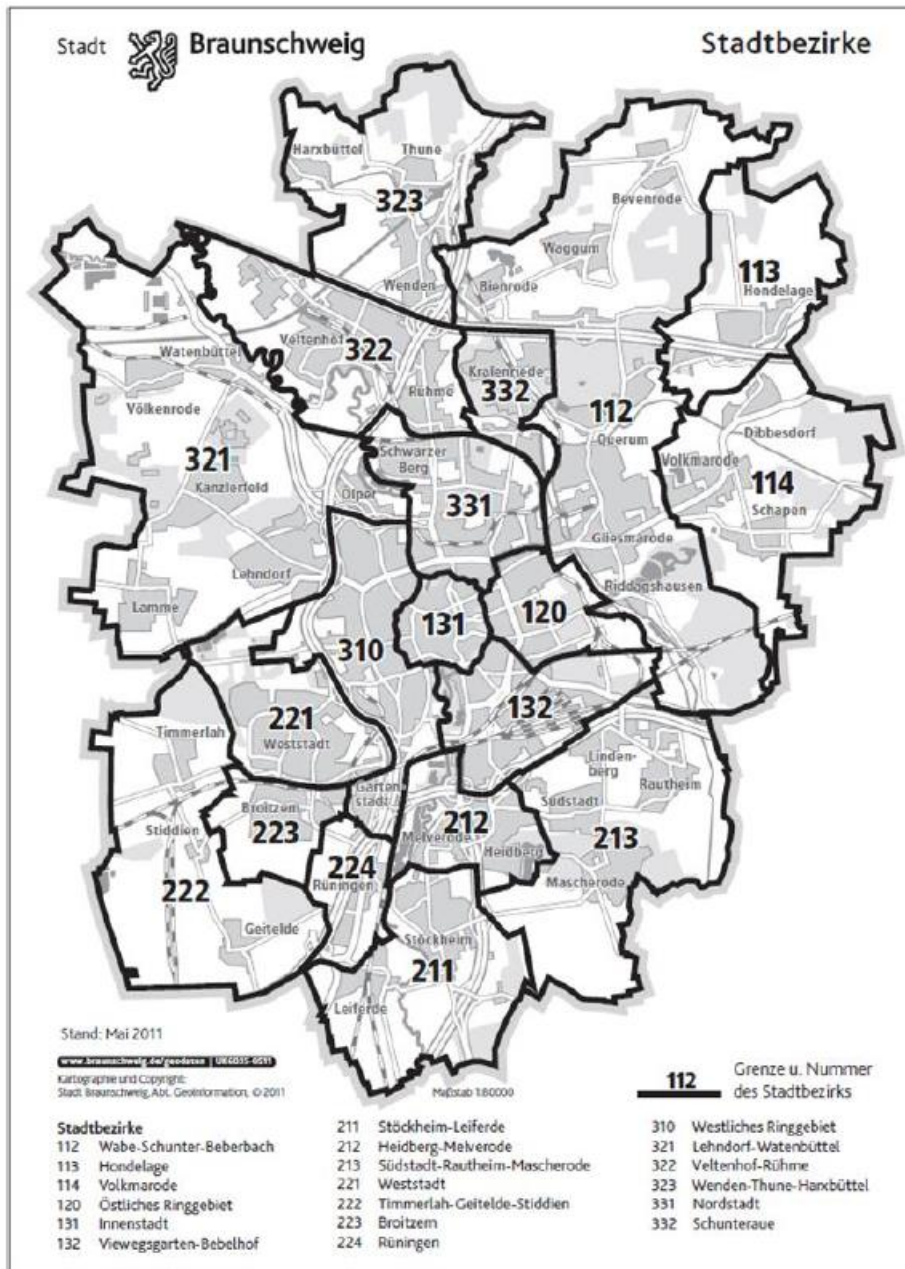 Stadt Braunschweig
Stadtbezirke
Harxbüttel
Thune
323
Bevenrode
Waggum
113
Bienrode
Hondelage
Wenden
Veltenhof
322
Watenbüttel
Kralenriede
332
Rühme
112
Völkenrode
Querum
Dibbesdorf
Schwarzer
Berg
Volkmarode
321
Kanzlerfeld
114
Ölper
331
Schapen
Gliesmarode
Lehndorf
Riddagshausen
Lamme
131
120
310
132
221
Weststadt
Timmerlah
Linden-
berg
Rautheim
Garten-
stadt
Broitzem
Südstadt
Stiddien
223
212
213
Melverode
Heidberg
224
Rüningen
Mascherode
222
Geitelde
Stöckheim
211
Leiferde
Stand: Mai 2011
www.braunschweig.de/geodaten
Kartographie und Copyright:
Stadt Braunschweig, Abt. Geoinformation, ©2011
Maßstab 1:80000
112 Grenze u. Nummer
des Stadtbezirks
Stadtbezirke
112 Wabe-Schunter-Beberbach
113 Hondelage
114 Volkmarode
120 Östliches Ringgebiet
131 Innenstadt
132 Viewegsgarten-Bebelhof
211 Stöckheim-Leiferde
212 Heidberg-Melverode
213 Südstadt-Rautheim-Mascherode
221 Weststadt
222 Timmerlah-Geitelde-Stiddien
223 Broitzem
224 Rüningen
310 Westliches Ringgebiet
321 Lehndorf-Watenbüttel
322 Veltenhof-Rühme
323 Wenden-Thune-Harxbüttel
331 Nordstadt
332 Schunteraue